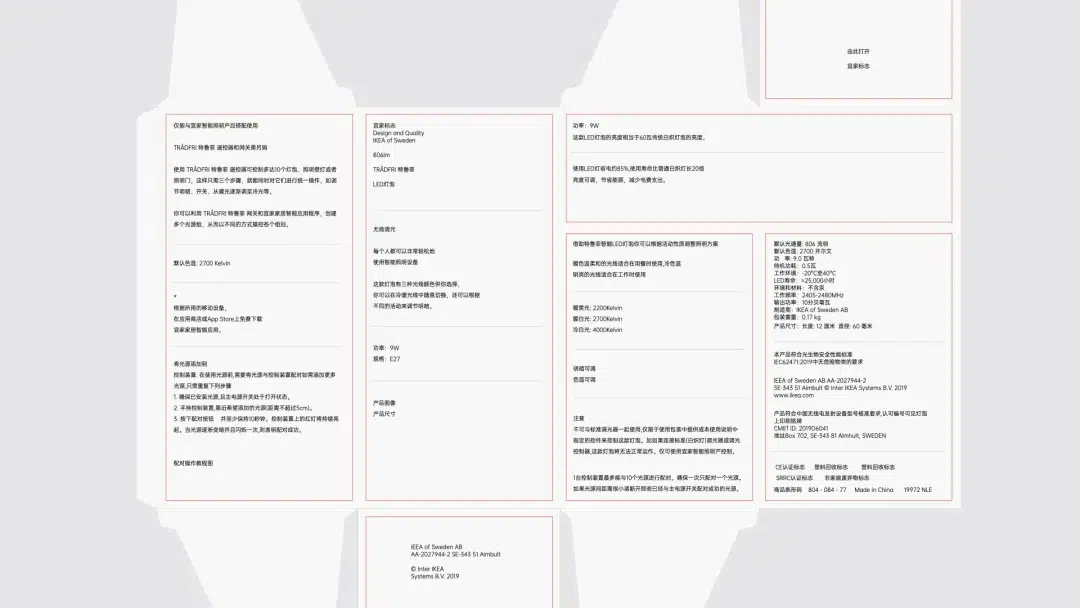 由此打开
宜家标志
仅能与宜家智能照明产品搭配使用
TRÅDFRI 特鲁菲 遥控器和网关需另购
使用 TRÅDFRI 特鲁菲 遥控器可控制多达10个灯泡、照明壁灯或者
照明门，这样只需三个步骤，就能同时对它们进行统一操作，如调
节明暗、开关、从暖光逐渐调至冷光等。
你可以利用 TRÅDFRI 特鲁菲 网关和宜家家居智能应用程序，创建
多个光源组，从而以不同的方式操控各个组别。
默认色温: 2700 Kelvin
*
根据所用的移动设备，
在应用商店或App Store上免费下载
宜家家居智能应用。
将光源添加到
控制装置: 在使用光源前,需要将光源与控制装置配对如需添加更多
光源,只需重复下列步骤
1. 确保已安装光源,且主电源开关处于打开状态。
2. 手持控制装置,靠近希望添加的光源(距离不超过5cm)。
3. 按下配对按钮 并至少保持10秒钟。控制装置上的红灯将持续亮
起。当光源逐渐变暗并且闪烁一次,则表明配对成功。
配对操作教程图
宜家标志
Design and Quality
IKEA of Sweden
806lm
TRÅDFRI 特鲁菲
LED灯泡
无线调光
每个人都可以非常轻松地
使用智能照明设备
这款灯泡有三种光线颜色供你选择，
你可以在冷暖光线中随意切换，还可以根据
不同的活动来调节明暗。
功率：9W
规格：E27
产品图像
产品尺寸
功率：9W
这款LED灯泡的亮度相当于60瓦传统白炽灯泡的亮度。
使用LED灯省电约85%,使用寿命比普通白炽灯长20倍
亮度可调，节省能源，减少电费支出。
借助特鲁菲智能LED灯泡你可以根据活动性质调整照明方案
暖色温柔和的光线适合在用餐时使用,冷色温
明亮的光线适合在工作时使用
暖黄光: 2200Kelvin
暖白光: 2700Kelvin
冷白光: 4000Kelvin
明暗可调
色温可调
注意
不可与标准调光器一起使用,仅限于使用包装中提供或本使用说明中
指定的控件来控制这款灯泡。如如果连接标准(白炽灯)调光器或调光
控制器,这款灯泡将无法正常运作。仅可使用宜家智能照明产控制。
1台控制装置最多能与10个光源进行配对。确保一次只配对一个光源。
如果光源间距离很小请断开那些已经与主电源开关配对成功的光源。
默认光通量: 806 流明
默认色温: 2700 开尔文
功 率: 9.0 瓦特
待机功耗：0.5瓦
工作环境：-20°C至40°C
LED寿命：≈25,000小时
环境和材料：不含汞
工作频率：2405-2480MHz
输出功率：10分贝毫瓦
制造商：IKEA of Sweden AB
包装重量：0.17 kg
产品尺寸：长度: 12 厘米 直径: 60 毫米
本产品符合光生物安全性能标准
IEC62471:2019中无危险物类的要求
IEEA of Sweden AB AA-2027944-2
SE-343 51 Aimbult © Inter IKEA Systems B.V. 2019
www.ikea.com
产品符合中无线电发射设备型号核准要求,认可编号可见灯泡
上印刷铭牌
CMIIT ID: 2019D6041
地址Box 702, SE-343 81 Almhult, SWEDEN
CE认证标志 塑料回收标志 塑料回收标志
SRRC认证标志 非家庭废弃物标志
商品条形码 804 - 084 - 77 Made in China 19972 NLE
IEEA of Sweden AB
AA-2027944-2 SE-343 51 Aimbult
© Inter IKEA
Systems B.V. 2019